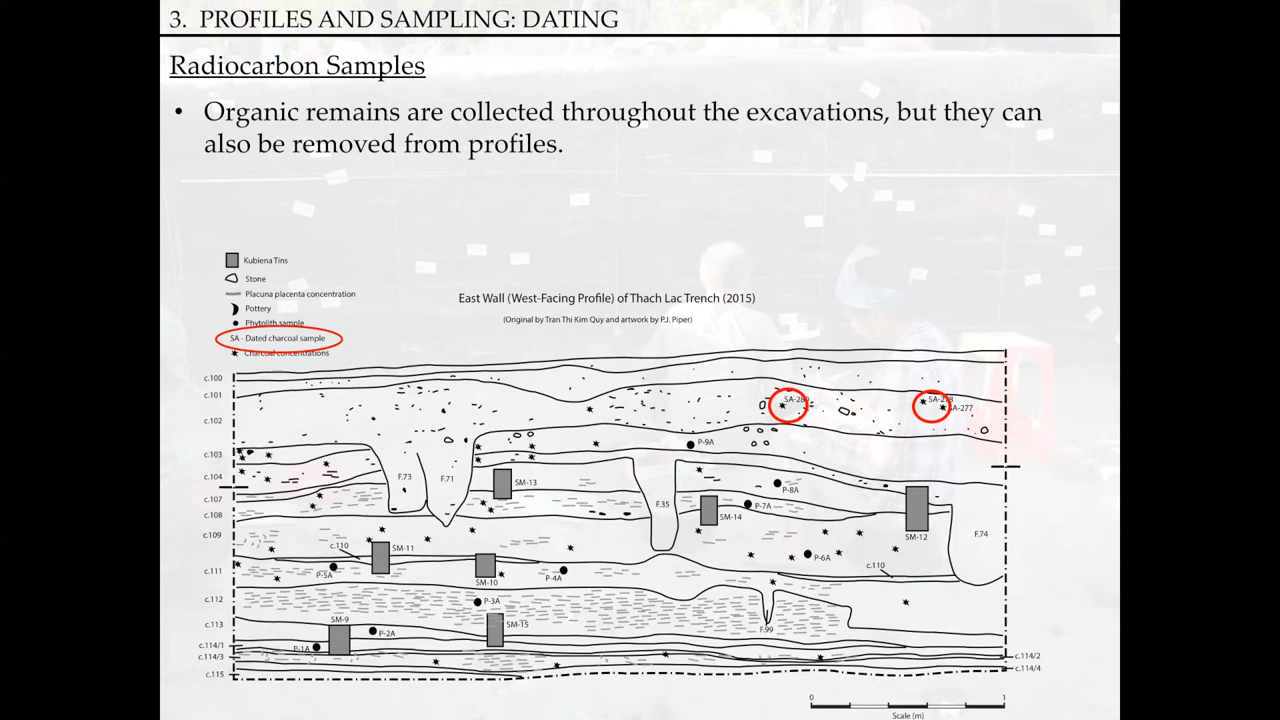 3. PROFILES AND SAMPLING: DATING
Radiocarbon Samples
• Organic remains are collected throughout the excavations, but they can
also be removed from profiles.
Kubiena Tins
Stone
Placuna placenta concentration
Pottery
Phytolith sample
SA - Dated charcoal sample
Charcoal concentrations
East Wall (West-Facing Profile) of Thach Lac Trench (2015)
(Original by Tran Thi Kim Quy and artwork by P.J. Piper)
c.100
c.101
c.102
c.103
c.104
c.107
c.108
c.109
c.110
c.111
c.112
c.113
c.114/1
c.114/3
c.115
SA-277
P-9A
F.73
F.71
SM-13
F.35
P-8A
P-7A
SM-14
SM-12
F.74
SM-11
P-5A
SM-10
P-4A
P-6A
c.110
P-3A
SM-9
P-2A
P-1A
SM-15
F.99
c.114/2
c.114/4
0 1
Scale (m)